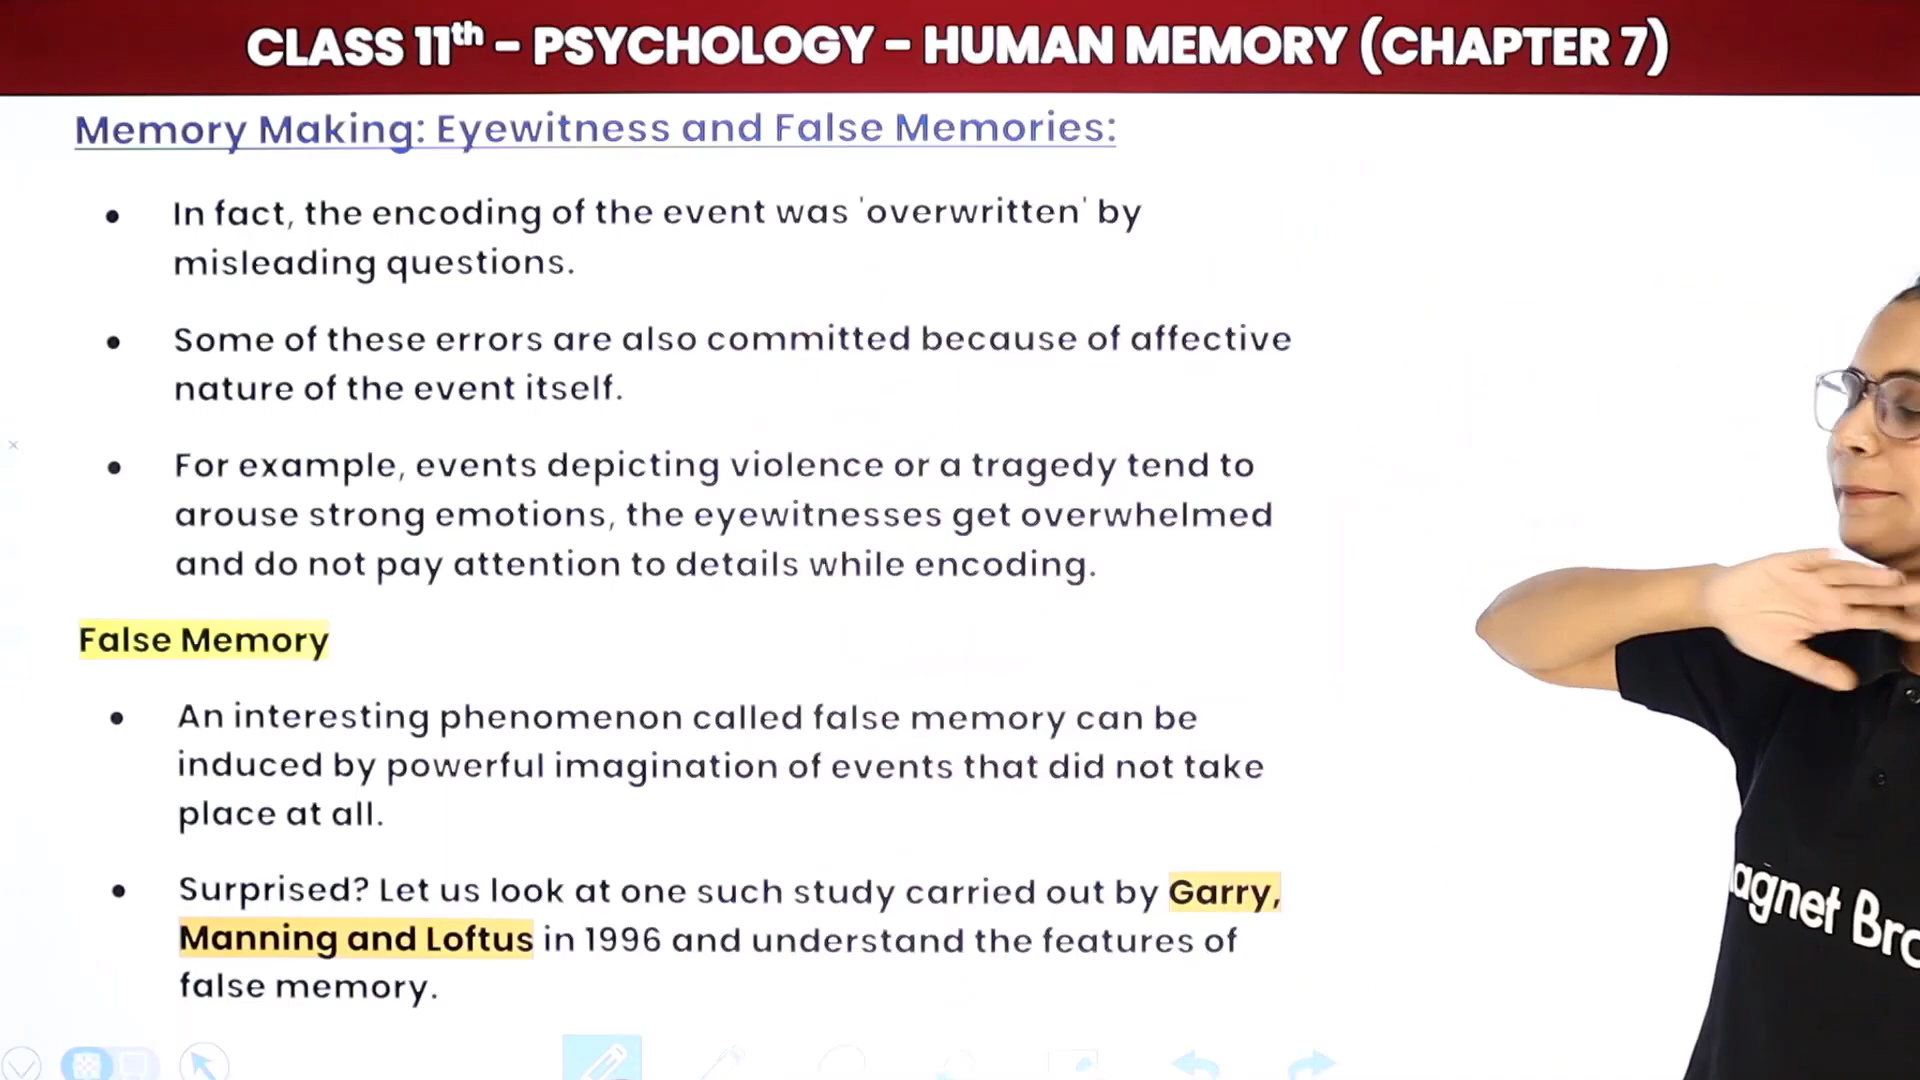 CLASS 11th – PSYCHOLOGY – HUMAN MEMORY (CHAPTER 7)
Memory Making: Eyewitness and False Memories:
• In fact, the encoding of the event was 'overwritten' by
misleading questions.
• Some of these errors are also committed because of affective
nature of the event itself.
• For example, events depicting violence or a tragedy tend to
arouse strong emotions, the eyewitnesses get overwhelmed
and do not pay attention to details while encoding.
False Memory
• An interesting phenomenon called false memory can be
induced by powerful imagination of events that did not take
place at all.
• Surprised? Let us look at one such study carried out by Garry,
Manning and Loftus in 1996 and understand the features of
false memory.
agnet Bro